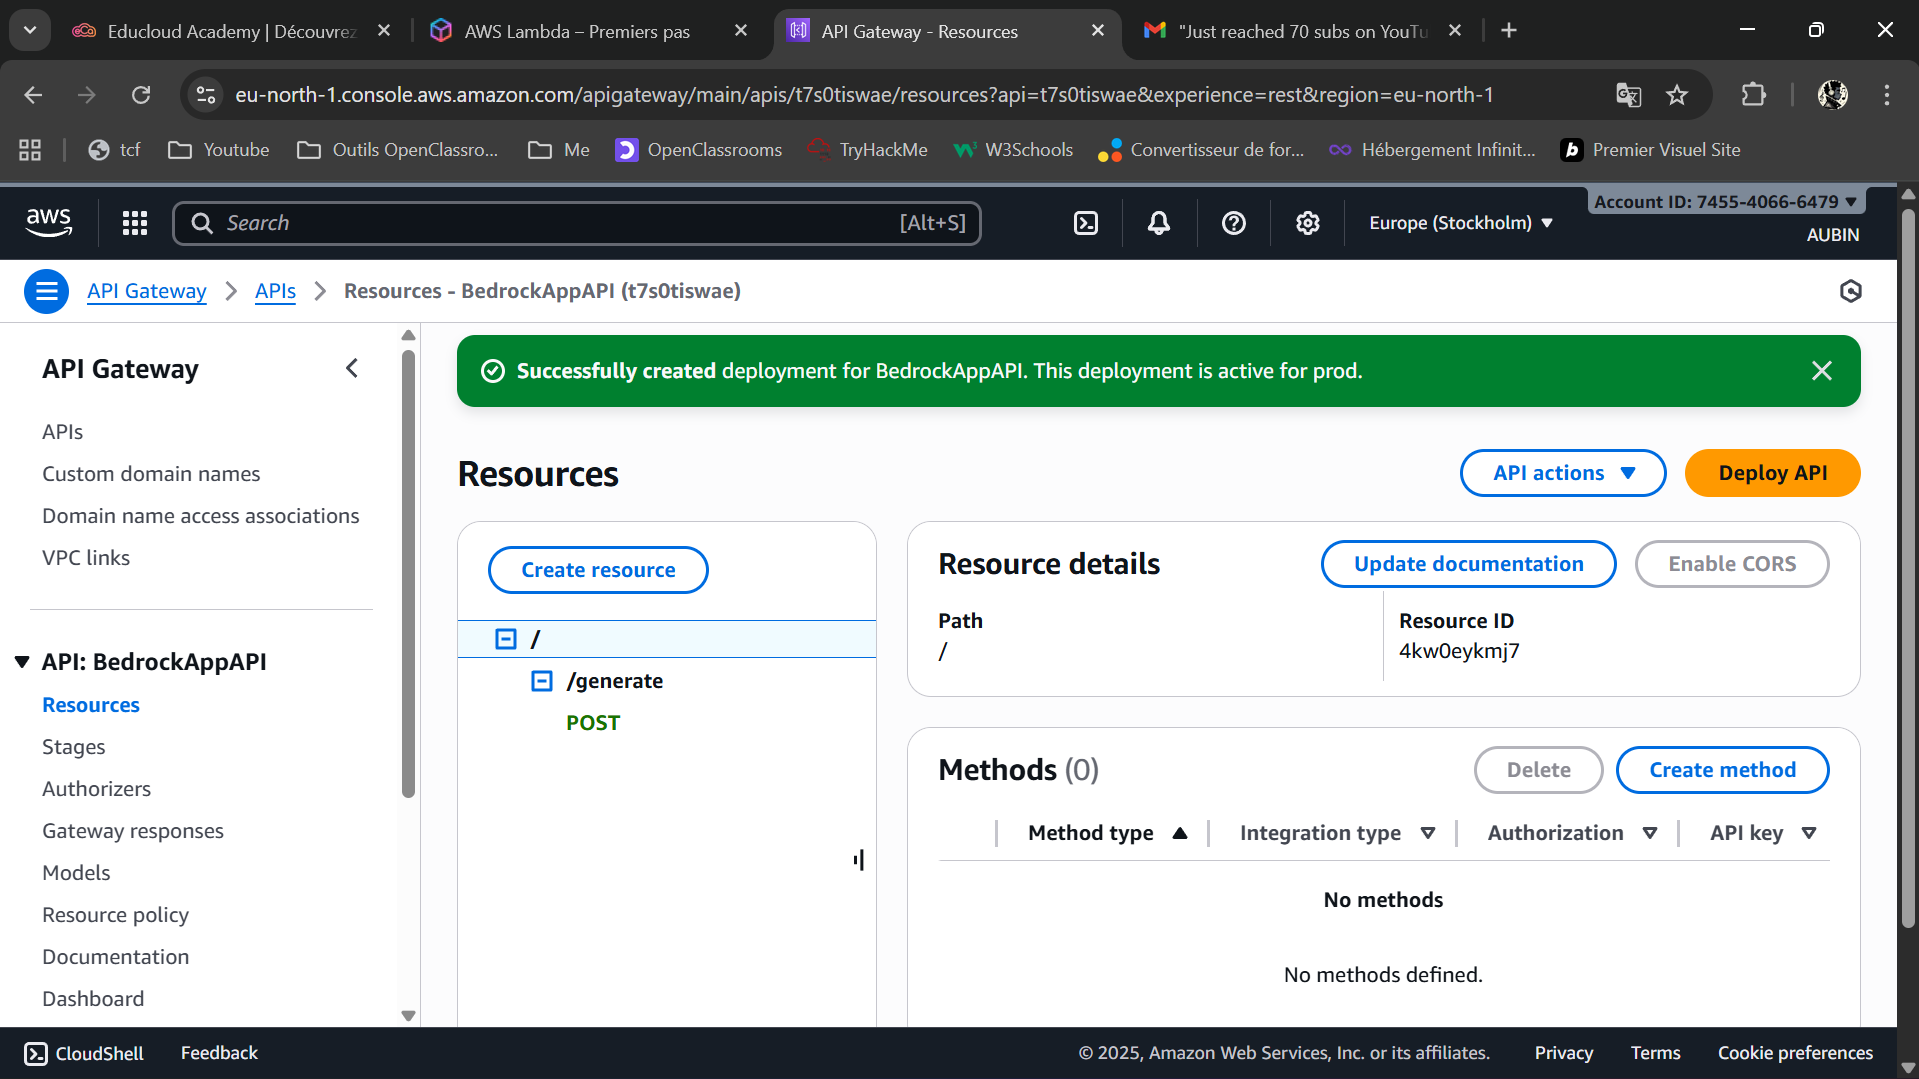 Educloud Academy | Découvrez
AWS Lambda – Premiers pas
API Gateway - Resources
"Just reached 70 subs on YouTu
eu-north-1.console.aws.amazon.com/apigateway/main/apis/t7s0tiswae/resources?api=t7s0tiswae&experience=rest&region=eu-north-1
tcf
Youtube
Outils OpenClassro...
Me
OpenClassrooms
TryHackMe
W3Schools
Convertisseur de for...
Hébergement Infinit...
Premier Visuel Site
aws
Search
[Alt+S]
Europe (Stockholm)
Account ID: 7455-4066-6479
AUBIN
API Gateway
APIs
Resources - BedrockAppAPI (t7s0tiswae)
API Gateway
APIs
Custom domain names
Domain name access associations
VPC links
API: BedrockAppAPI
Resources
Stages
Authorizers
Gateway responses
Models
Resource policy
Documentation
Dashboard
Successfully created deployment for BedrockAppAPI. This deployment is active for prod.
Resources
API actions
Deploy API
Create resource
/
/generate
POST
Resource details
Update documentation
Enable CORS
Path
/
Resource ID
4kw0eykmj7
Methods (0)
Delete
Create method
Method type
Integration type
Authorization
API key
No methods
No methods defined.
CloudShell
Feedback
© 2025, Amazon Web Services, Inc. or its affiliates.
Privacy
Terms
Cookie preferences